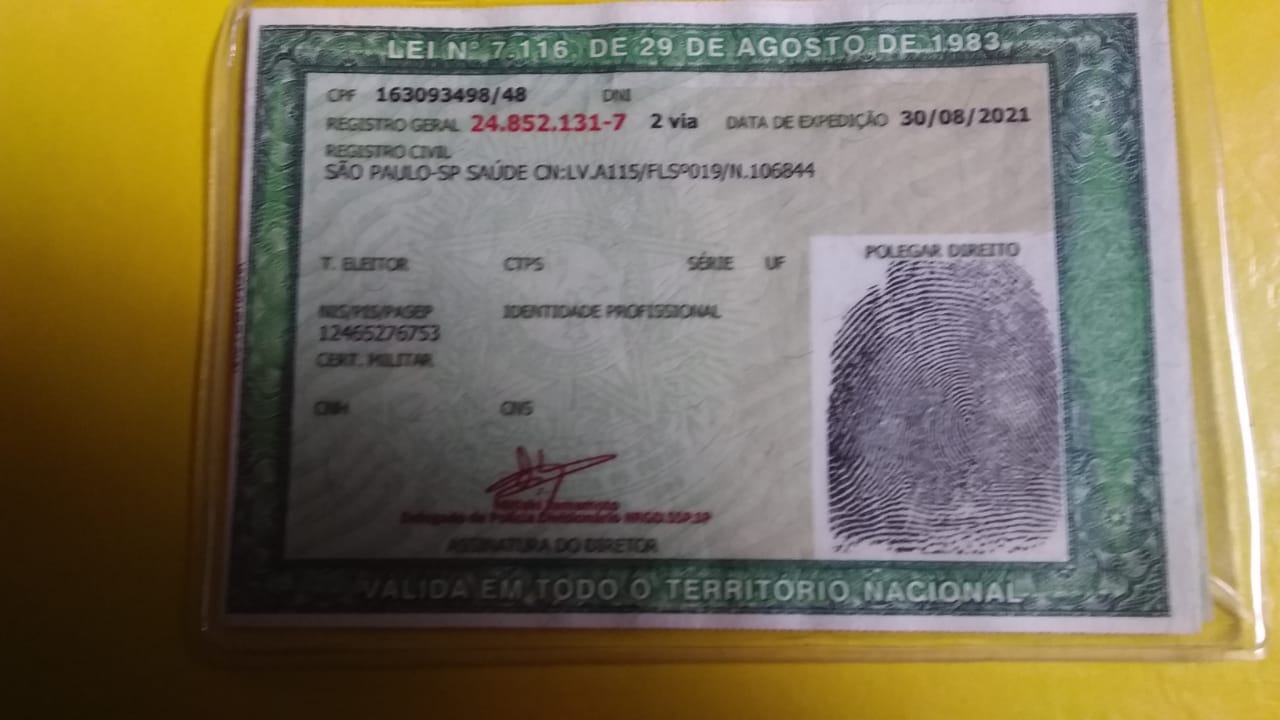 LEI Nº 7.116, DE 29 DE AGOSTO DE 1983
CPF 163093498/48 DNI
REGISTRO GERAL 24.852.131-7 2 via DATA DE EXPEDIÇÃO 30/08/2021
REGISTRO CIVIL
SÃO PAULO-SP SAÚDE CN:LV.A115/FLSº019/N.106844
T. ELEITOR CTPS SÉRIE UF
POLEGAR DIREITO
NIS/PIS/PASEP IDENTIDADE PROFISSIONAL
12465276753
CERT. MILITAR
CNH CNS
Delegado de Polícia Divisionário IIRGD.SSP.SP
ASSINATURA DO DIRETOR
VALIDA EM TODO O TERRITÓRIO NACIONAL